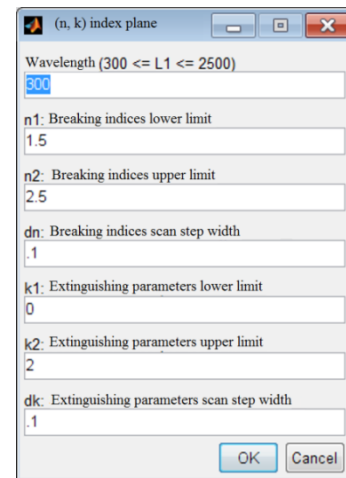 (n, k) index plane
Wavelength (300 <= L1 <= 2500)
300
n1: Breaking indices lower limit
1.5
n2: Breaking indices upper limit
2.5
dn: Breaking indices scan step width
.1
k1: Extinguishing parameters lower limit
0
k2: Extinguishing parameters upper limit
2
dk: Extinguishing parameters scan step width
.1
OK Cancel